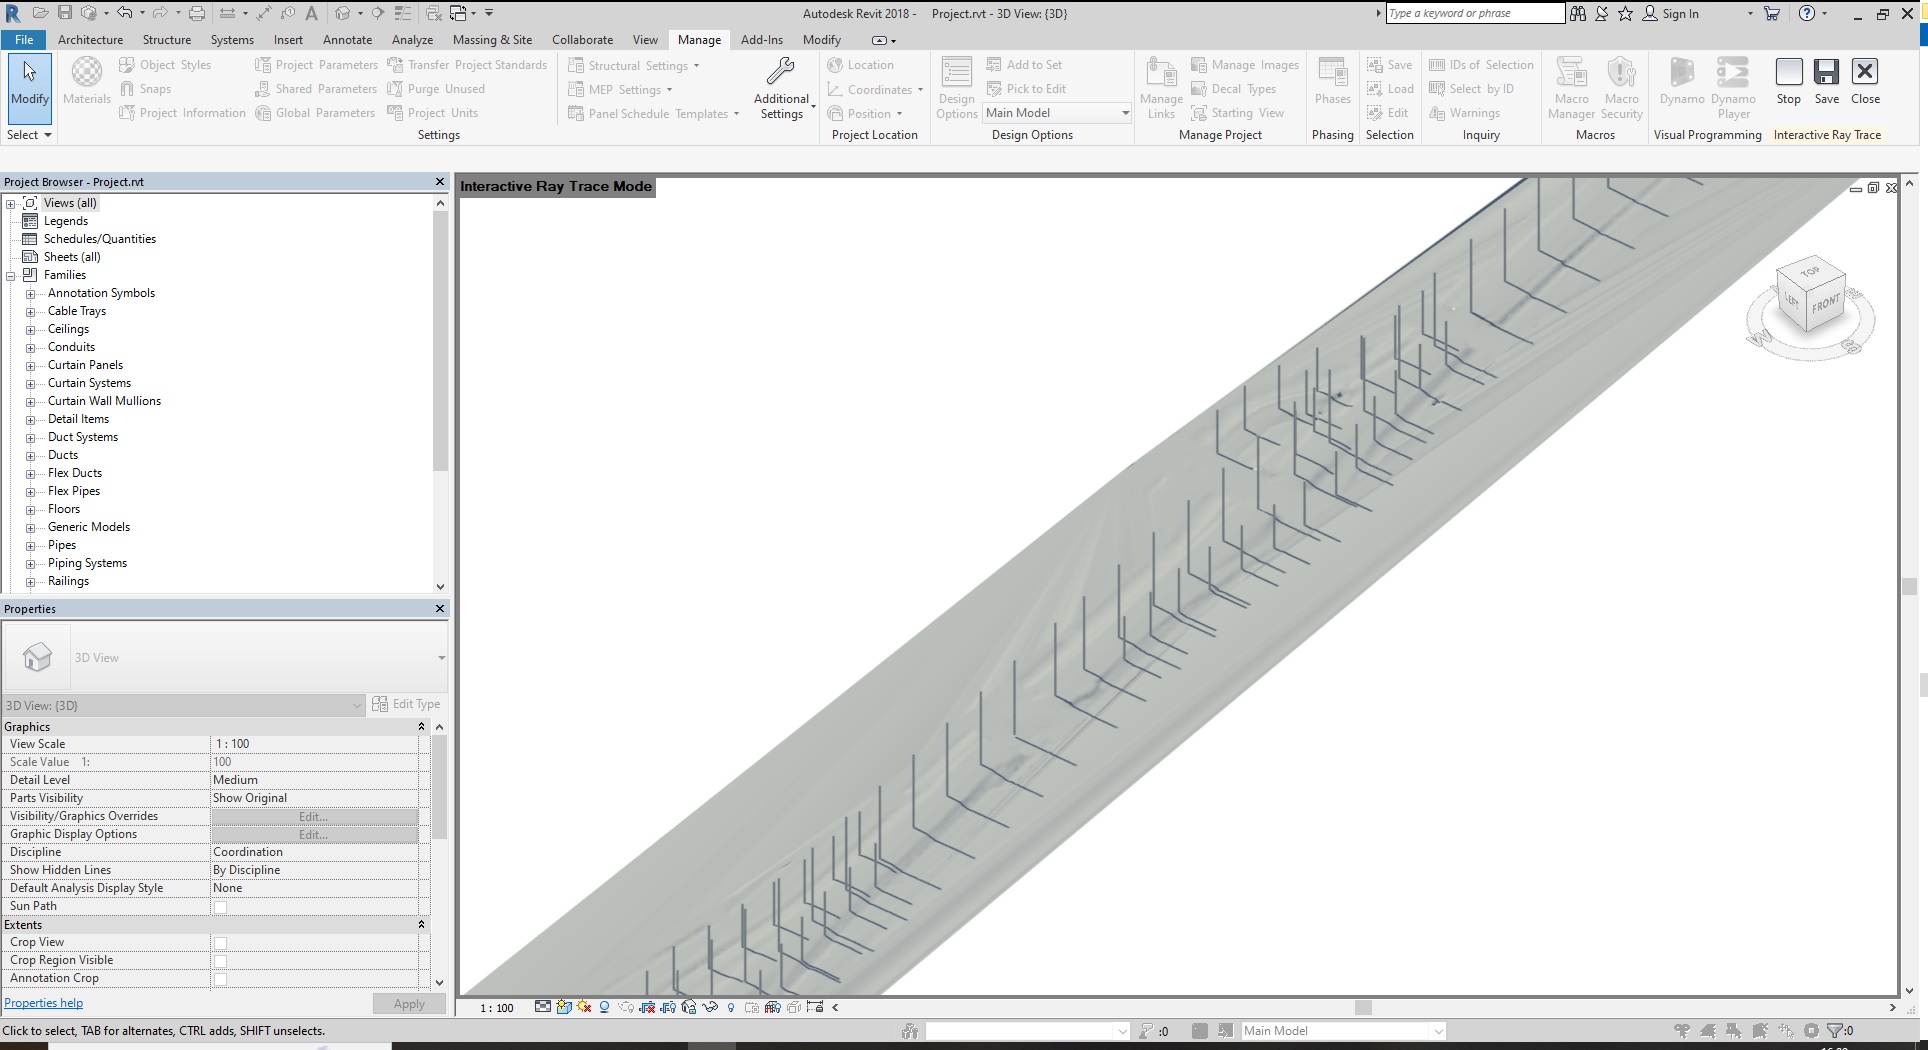 Autodesk Revit 2018 - Project.rvt - 3D View: {3D}
Type a keyword or phrase
Sign In
File Architecture Structure Systems Insert Annotate Analyze Massing & Site Collaborate View Manage Add-Ins Modify
Modify
Select
Materials
Object Styles
Snaps
Project Information
Project Parameters
Shared Parameters
Global Parameters
Transfer Project Standards
Purge Unused
Project Units
Settings
Structural Settings
MEP Settings
Panel Schedule Templates
Additional
Settings
Location
Coordinates
Position
Project Location
Design
Options
Add to Set
Pick to Edit
Main Model
Design Options
Manage
Links
Manage Images
Decal Types
Starting View
Manage Project
Phases
Phasing
Save
Load
Edit
Selection
IDs of Selection
Select by ID
Warnings
Inquiry
Macro
Manager
Macro
Security
Macros
Dynamo
Dynamo
Player
Visual Programming
Stop
Save
Close
Interactive Ray Trace
Project Browser - Project.rvt
Views (all)
Legends
Schedules/Quantities
Sheets (all)
Families
Annotation Symbols
Cable Trays
Ceilings
Conduits
Curtain Panels
Curtain Systems
Curtain Wall Mullions
Detail Items
Duct Systems
Ducts
Flex Ducts
Flex Pipes
Floors
Generic Models
Pipes
Piping Systems
Railings
Properties
3D View
3D View: {3D}
Edit Type
Graphics
View Scale 1 : 100
Scale Value 1: 100
Detail Level Medium
Parts Visibility Show Original
Visibility/Graphics Overrides Edit...
Graphic Display Options Edit...
Discipline Coordination
Show Hidden Lines By Discipline
Default Analysis Display Style None
Sun Path
Extents
Crop View
Crop Region Visible
Annotation Crop
Properties help
Apply
Interactive Ray Trace Mode
TOP
LEFT
FRONT
W
S
1 : 100
Click to select, TAB for alternates, CTRL adds, SHIFT unselects.
:0
Main Model
:0